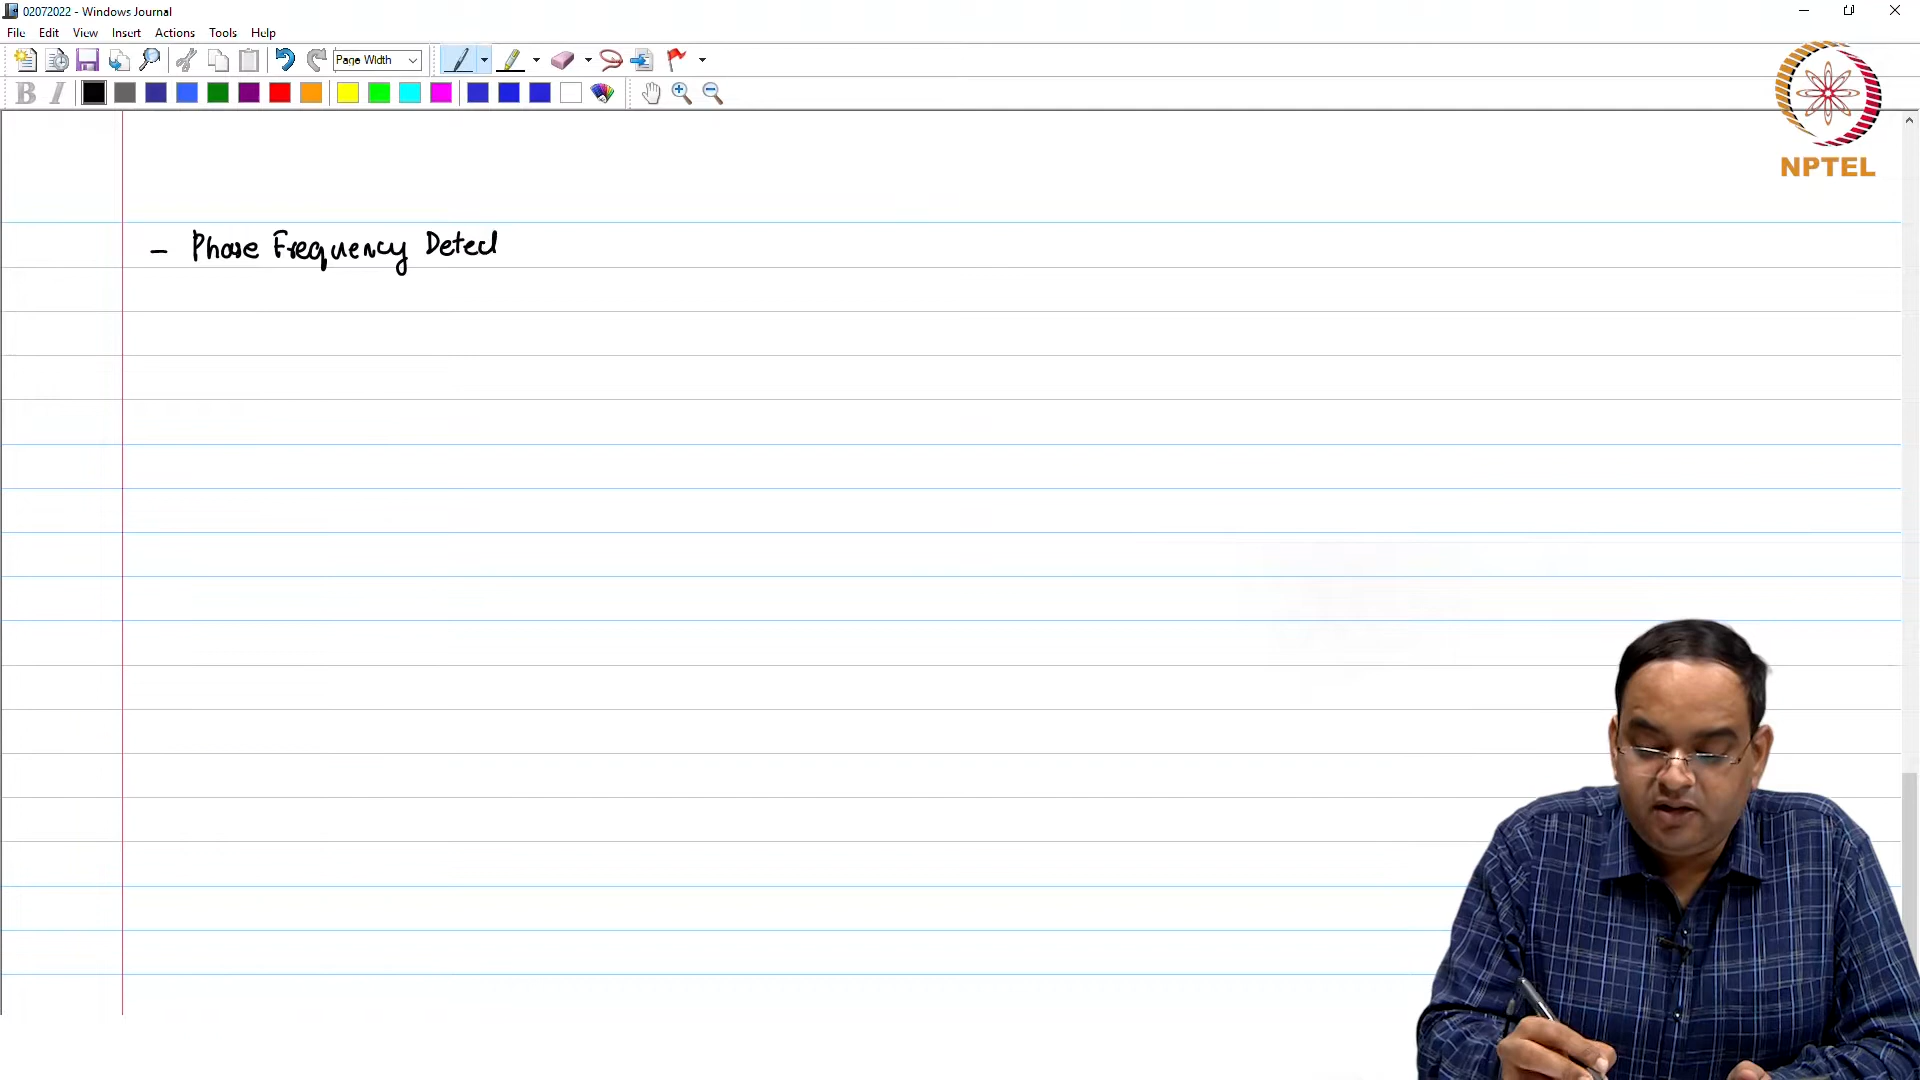 02072022 - Windows Journal
File Edit View Insert Actions Tools Help
Page Width
B I
NPTEL
- Phase Frequency Detect